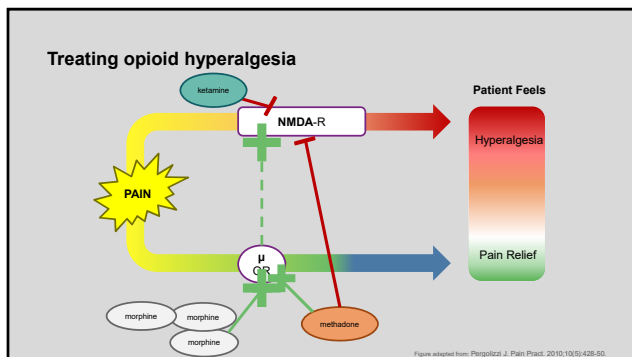 Treating opioid hyperalgesia
ketamine
Patient Feels
NMDA-R
Hyperalgesia
PAIN
μ
OR
Pain Relief
morphine
morphine
morphine
methadone
Figure adapted from: Pergolizzi J. Pain Pract. 2010;10(5):428-50.